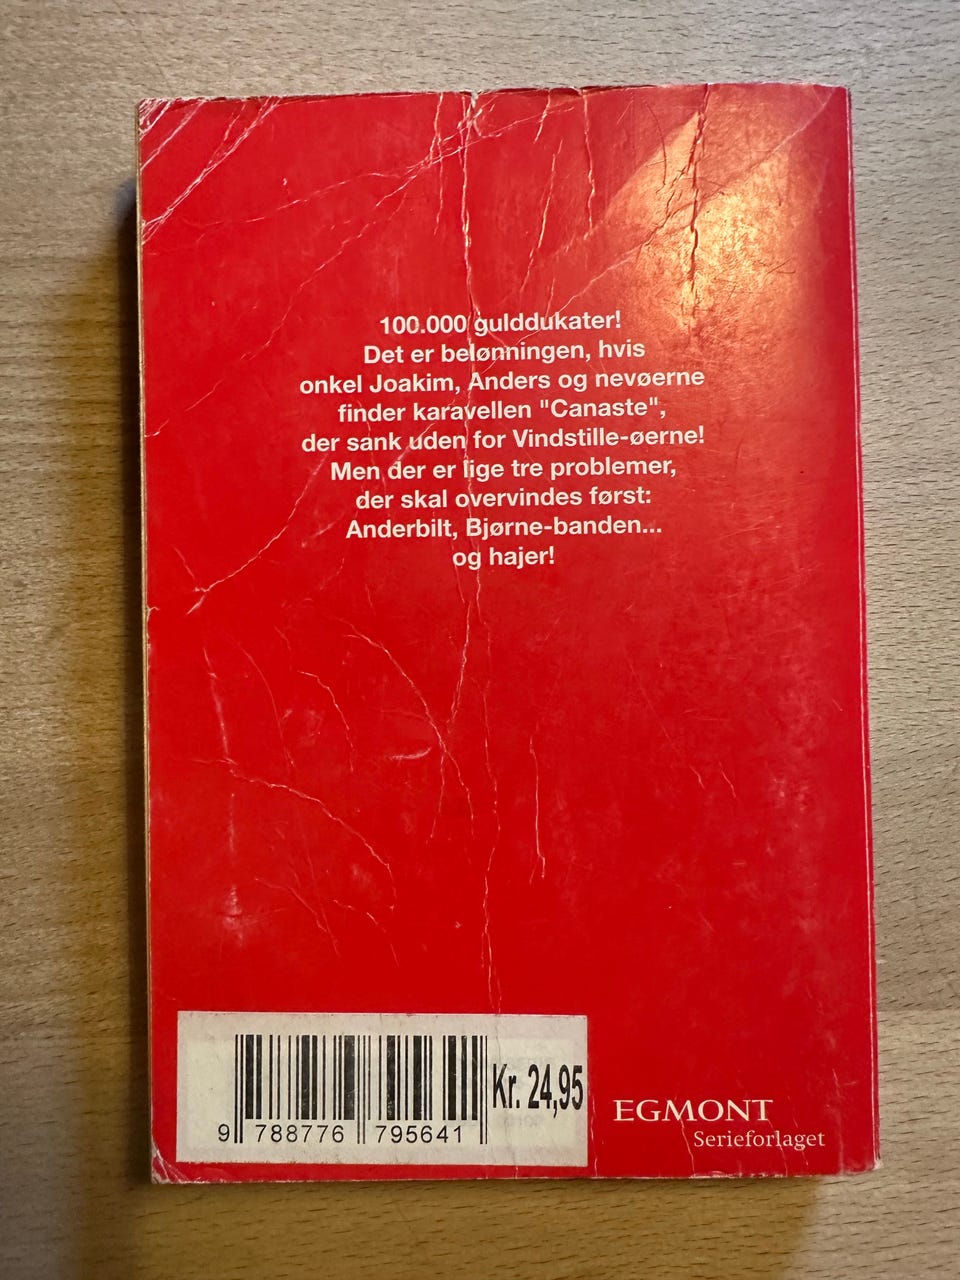 100.000 gulddukater!
Det er belønningen, hvis
onkel Joakim, Anders og nevøerne
finder karavellen "Canaste",
der sank uden for Vindstille-øerne!
Men der er lige tre problemer,
der skal overvindes først:
Anderbilt, Bjørne-banden...
og hajer!
Kr. 24,95
9 788776 795641
EGMONT
Serieforlaget